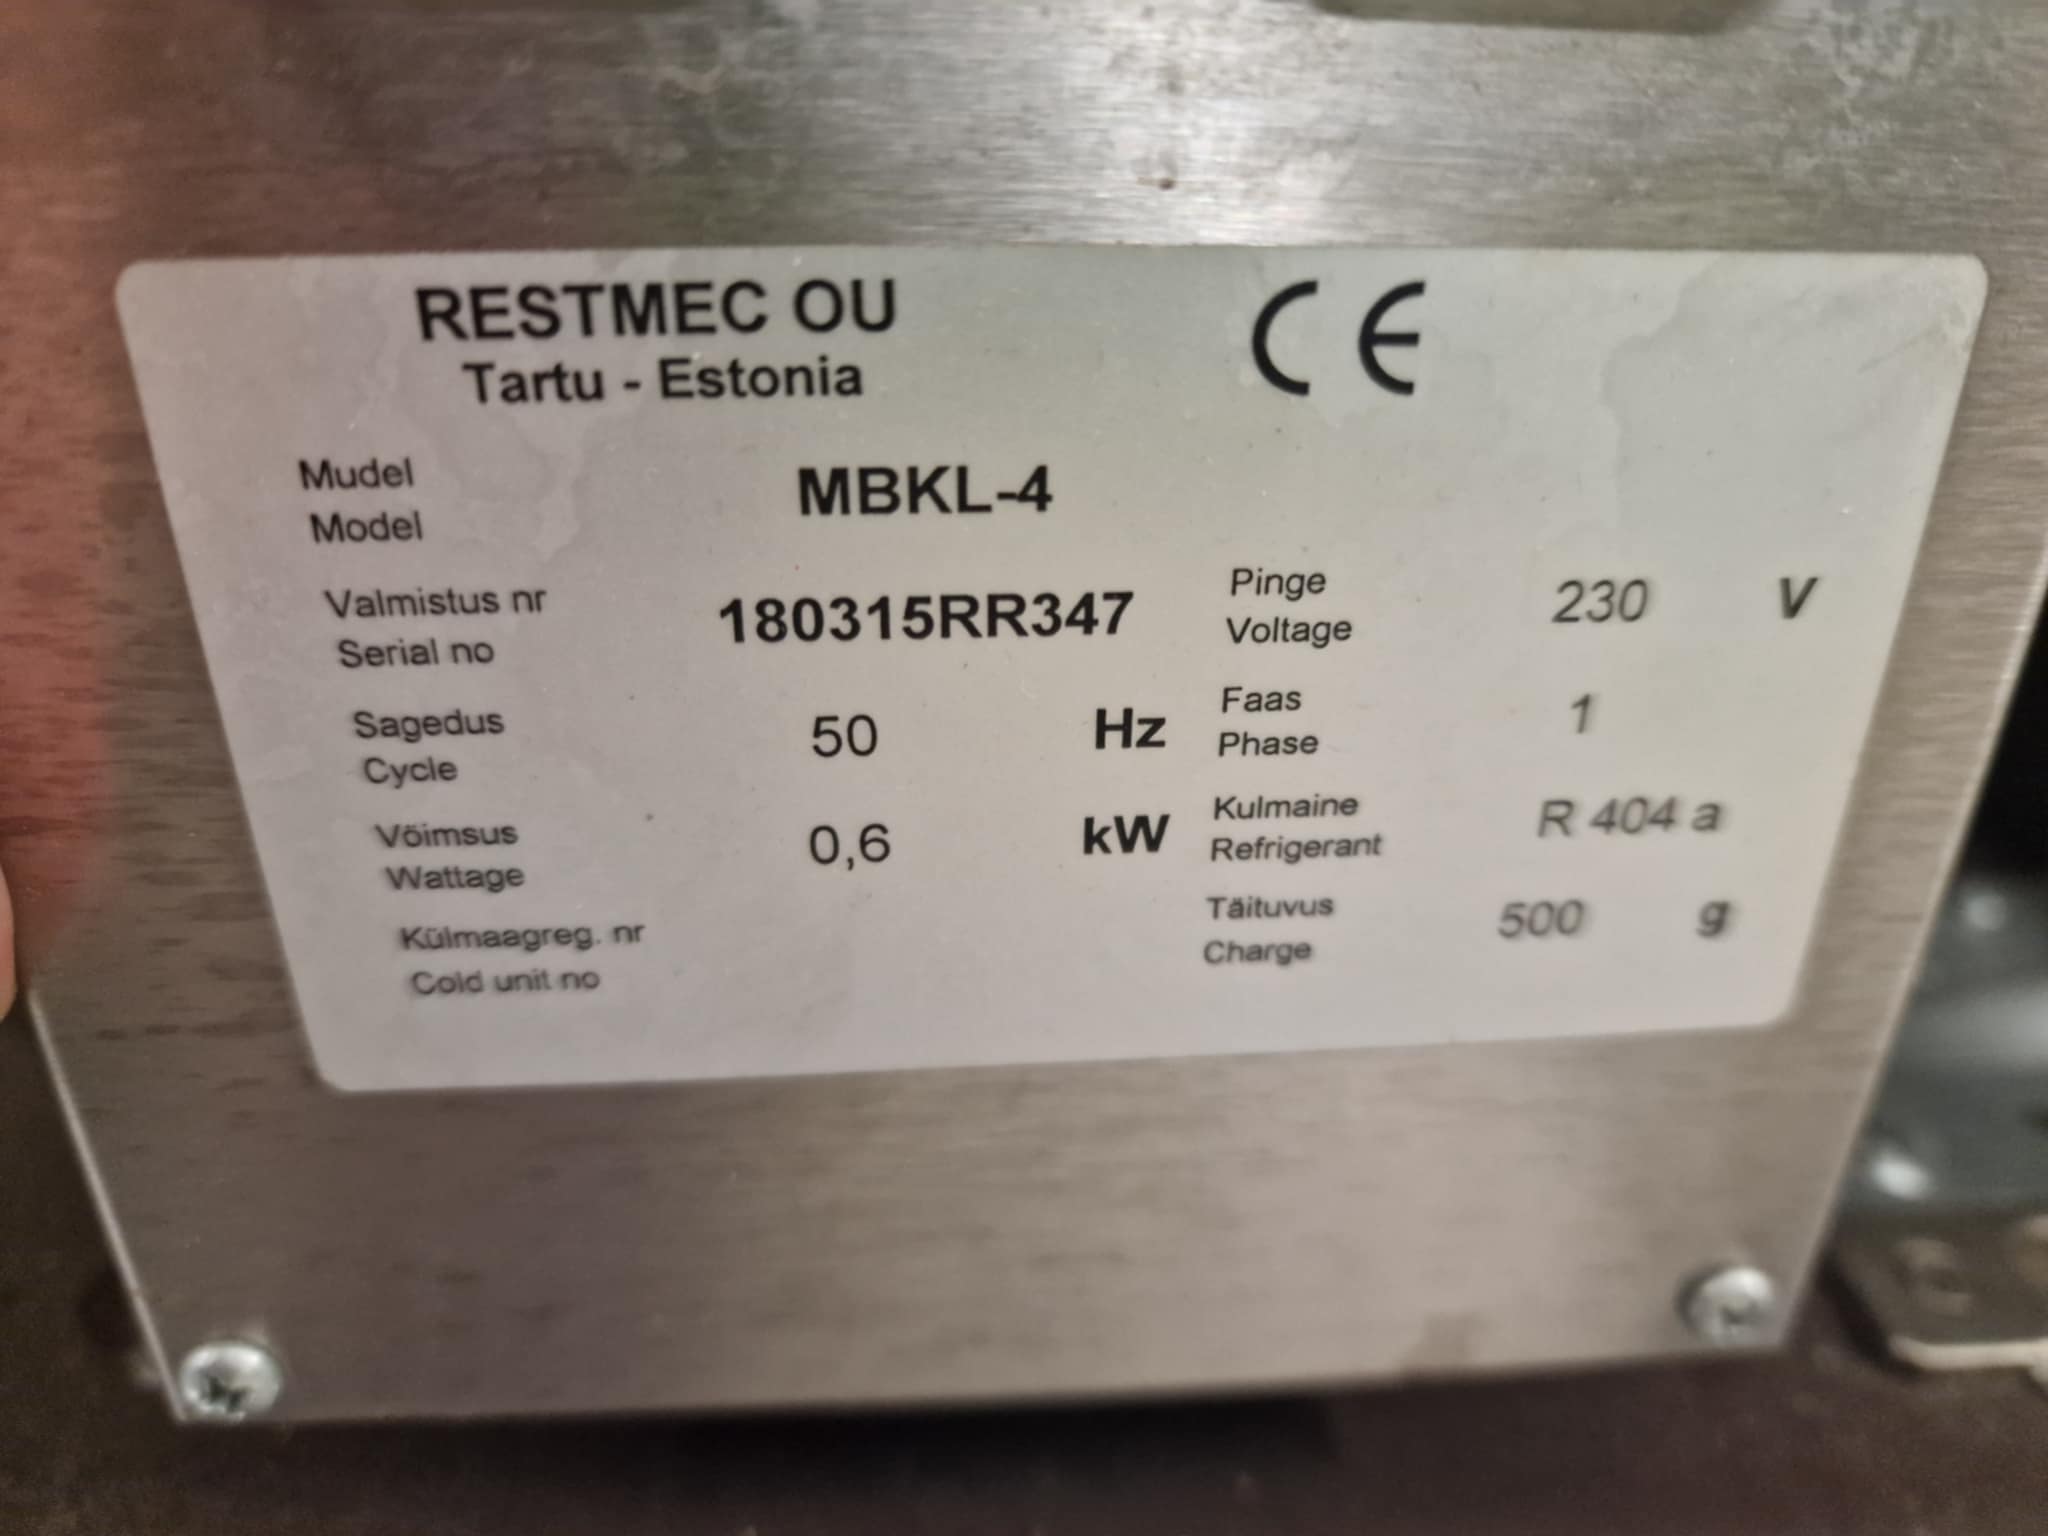 RESTMEC OU
Tartu - Estonia
CE
Mudel
Model
MBKL-4
Valmistus nr
Serial no
180315RR347
Pinge
Voltage
230 V
Sagedus
Cycle
50 Hz
Faas
Phase
1
Võimsus
Wattage
0,6 kW
Kulmaine
Refrigerant
R 404 a
Külmaagreg. nr
Cold unit no
Täituvus
Charge
500 g